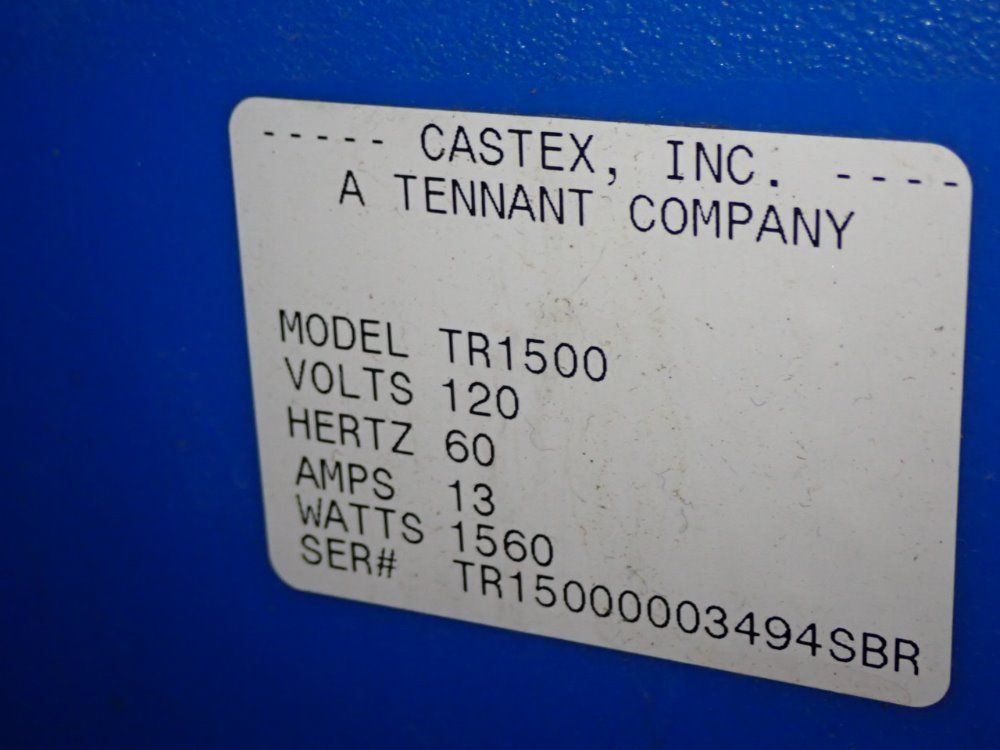 ----- CASTEX, INC. ----
A TENNANT COMPANY
MODEL TR1500
VOLTS 120
HERTZ 60
AMPS 13
WATTS 1560
SER# TR15000003494SBR